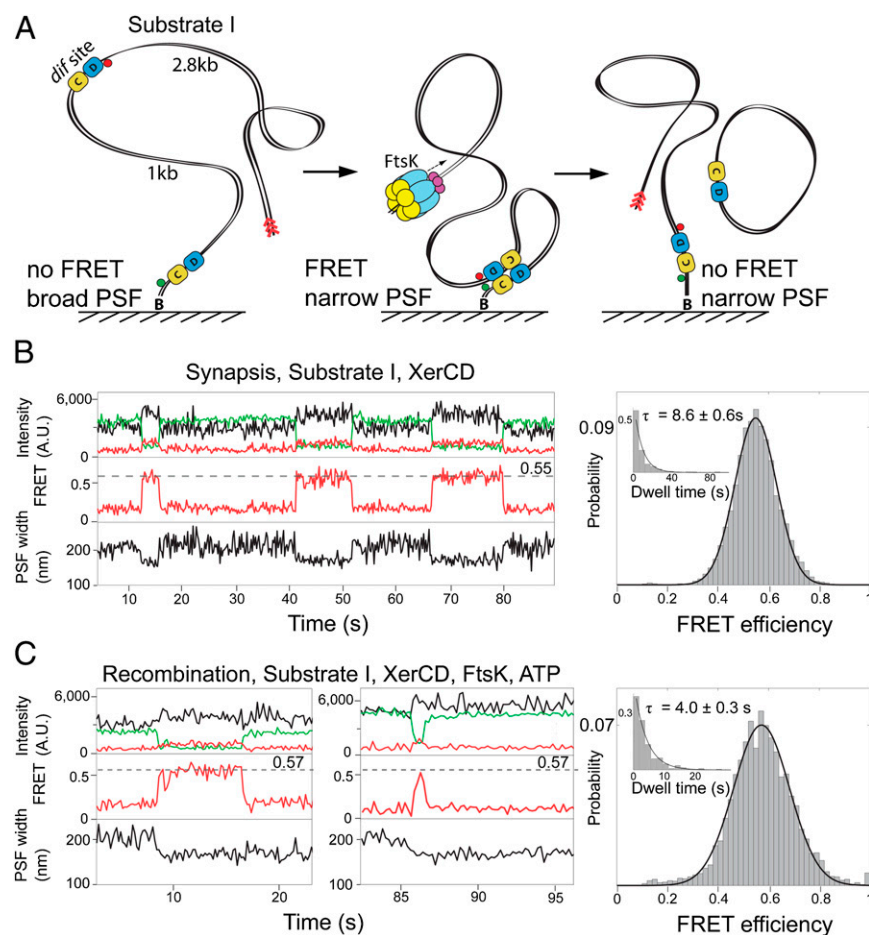 A
Substrate I
dif site
C
D
2.8kb
1kb
C
D
B
no FRET
broad PSF
FtsK
D
C
C
D
B
FRET
narrow PSF
C
D
D
C
B
no FRET
narrow PSF
B
Synapsis, Substrate I, XerCD
Intensity
(A.U.)
6,000
0
FRET
0.5
0
0.55
PSF width
(nm)
200
100
10 20 30 40 50 60 70 80
Time (s)
Probability
0.09
0.5
0
τ = 8.6 ± 0.6s
0 40 80
Dwell time (s)
0 0.2 0.4 0.6 0.8 1
FRET efficiency
C
Recombination, Substrate I, XerCD, FtsK, ATP
Intensity
(A.U.)
6,000
0
FRET
0.5
0
0.57
PSF width
(nm)
200
100
10 20
6,000
0
0.5
0
0.57
200
100
85 90 95
Time (s)
Probability
0.07
0.3
0
τ = 4.0 ± 0.3 s
0 10 20
Dwell time (s)
0 0.2 0.4 0.6 0.8 1
FRET efficiency